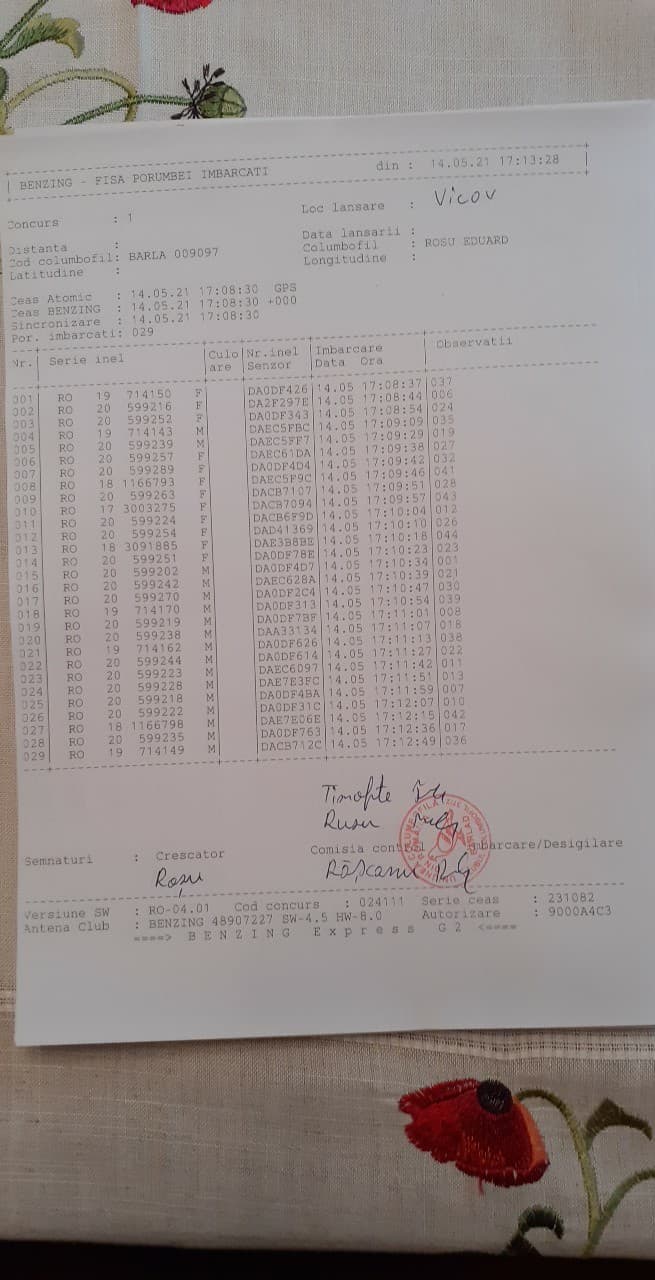 BENZING - FISA PORUMBEI IMBARCATI din : 14.05.21 17:13:28
Concurs : 1 Loc lansare : Vicov
Distanta : Data lansarii :
Cod columbofil: BARLA 009097 Columbofil : ROSU EDUARD
Latitudine : Longitudine :
Ceas Atomic : 14.05.21 17:08:30 GPS
Ceas BENZING : 14.05.21 17:08:30 +000
Sincronizare : 14.05.21 17:08:30
Por. imbarcati: 029
Nr. Serie inel Culo Nr.inel Imbarcare Observatii
are Senzor Data Ora
001 RO 19 714150 F DA0DF426 14.05 17:08:37 037
002 RO 20 599216 F DA2F297E 14.05 17:08:44 006
003 RO 20 599252 F DA0DF343 14.05 17:08:54 024
004 RO 19 714143 M DAEC5FBC 14.05 17:09:09 035
005 RO 20 599239 M DAEC5FF7 14.05 17:09:29 019
006 RO 20 599257 F DAEC61DA 14.05 17:09:38 027
007 RO 20 599289 F DA0DF4D4 14.05 17:09:42 032
008 RO 18 1166793 F DAEC5F9C 14.05 17:09:46 041
009 RO 20 599263 F DACB7107 14.05 17:09:51 028
010 RO 17 3003275 F DACB7094 14.05 17:09:57 043
011 RO 20 599224 F DACB6F9D 14.05 17:10:04 012
012 RO 20 599254 F DAD41369 14.05 17:10:10 026
013 RO 18 3091885 F DAE3B8BE 14.05 17:10:18 044
014 RO 20 599251 F DA0DF78E 14.05 17:10:23 023
015 RO 20 599202 M DA0DF4D7 14.05 17:10:34 001
016 RO 20 599242 M DAEC628A 14.05 17:10:39 021
017 RO 20 599270 M DA0DF2C4 14.05 17:10:47 030
018 RO 19 714170 M DA0DF313 14.05 17:10:54 039
019 RO 20 599219 M DA0DF7BF 14.05 17:11:01 008
020 RO 20 599238 M DAA33134 14.05 17:11:07 018
021 RO 19 714162 M DA0DF626 14.05 17:11:13 038
022 RO 20 599244 M DA0DF614 14.05 17:11:27 022
023 RO 20 599223 M DAEC6097 14.05 17:11:42 011
024 RO 20 599228 M DAE7E3FC 14.05 17:11:51 013
025 RO 20 599218 M DA0DF4BA 14.05 17:11:59 007
026 RO 20 599222 M DA0DF31C 14.05 17:12:07 010
027 RO 18 1166798 M DAE7E06E 14.05 17:12:15 042
028 RO 20 599235 M DA0DF763 14.05 17:12:36 017
029 RO 19 714149 M DACB712C 14.05 17:12:49 036
Timofte
Rusu
Semnaturi : Crescator Comisia control Imbarcare/Desigilare
Roșu Râșcanu
Versiune SW : RO-04.01 Cod concurs : 024111 Serie ceas : 231082
Antena Club : BENZING 48907227 SW-4.5 HW-8.0 Autorizare : 9000A4C3
====> B E N Z I N G E x p r e s s G 2 <====